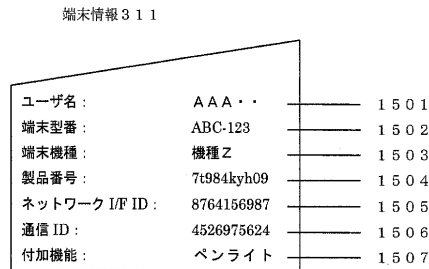 端末情報３１１
ユーザ名： ＡＡＡ・・ １５０１
端末型番： ABC-123 １５０２
端末機種： 機種Ｚ １５０３
製品番号： 7t984kyh09 １５０４
ネットワーク I/F ID： 8764156987 １５０５
通信 ID： 4526975624 １５０６
付加機能： ペンライト １５０７